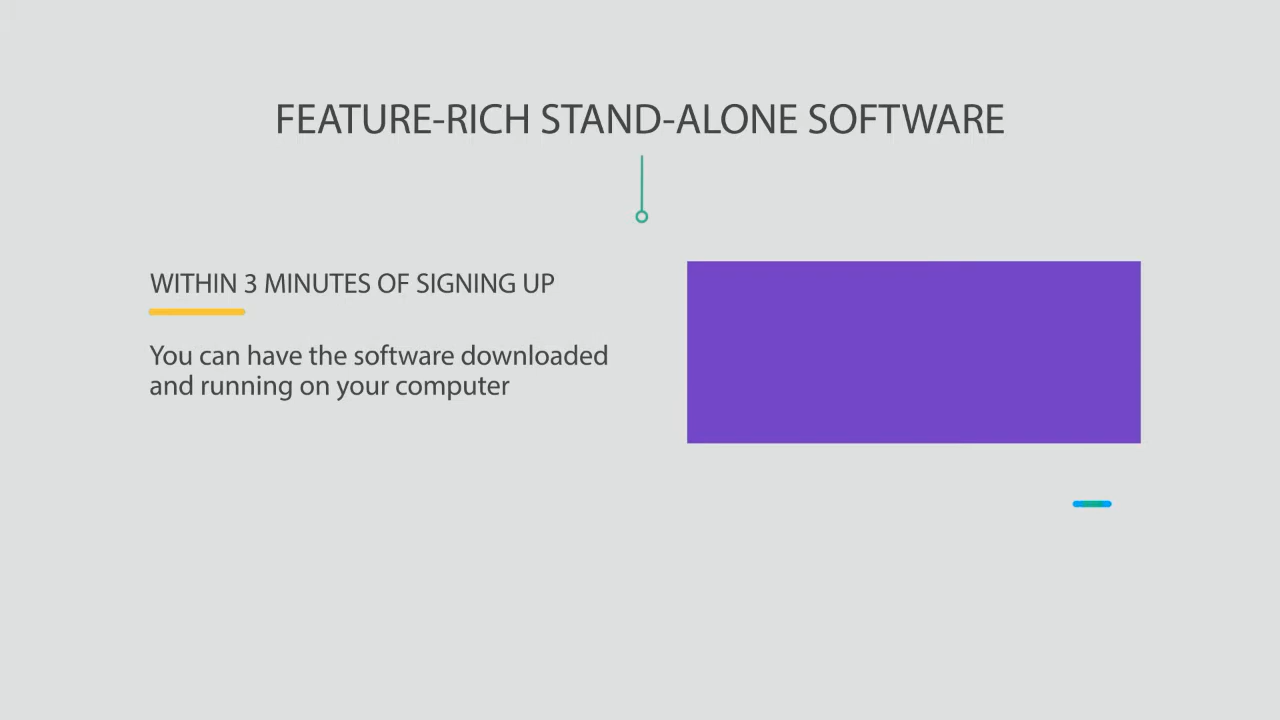 FEATURE-RICH STAND-ALONE SOFTWARE
WITHIN 3 MINUTES OF SIGNING UP
You can have the software downloaded
and running on your computer